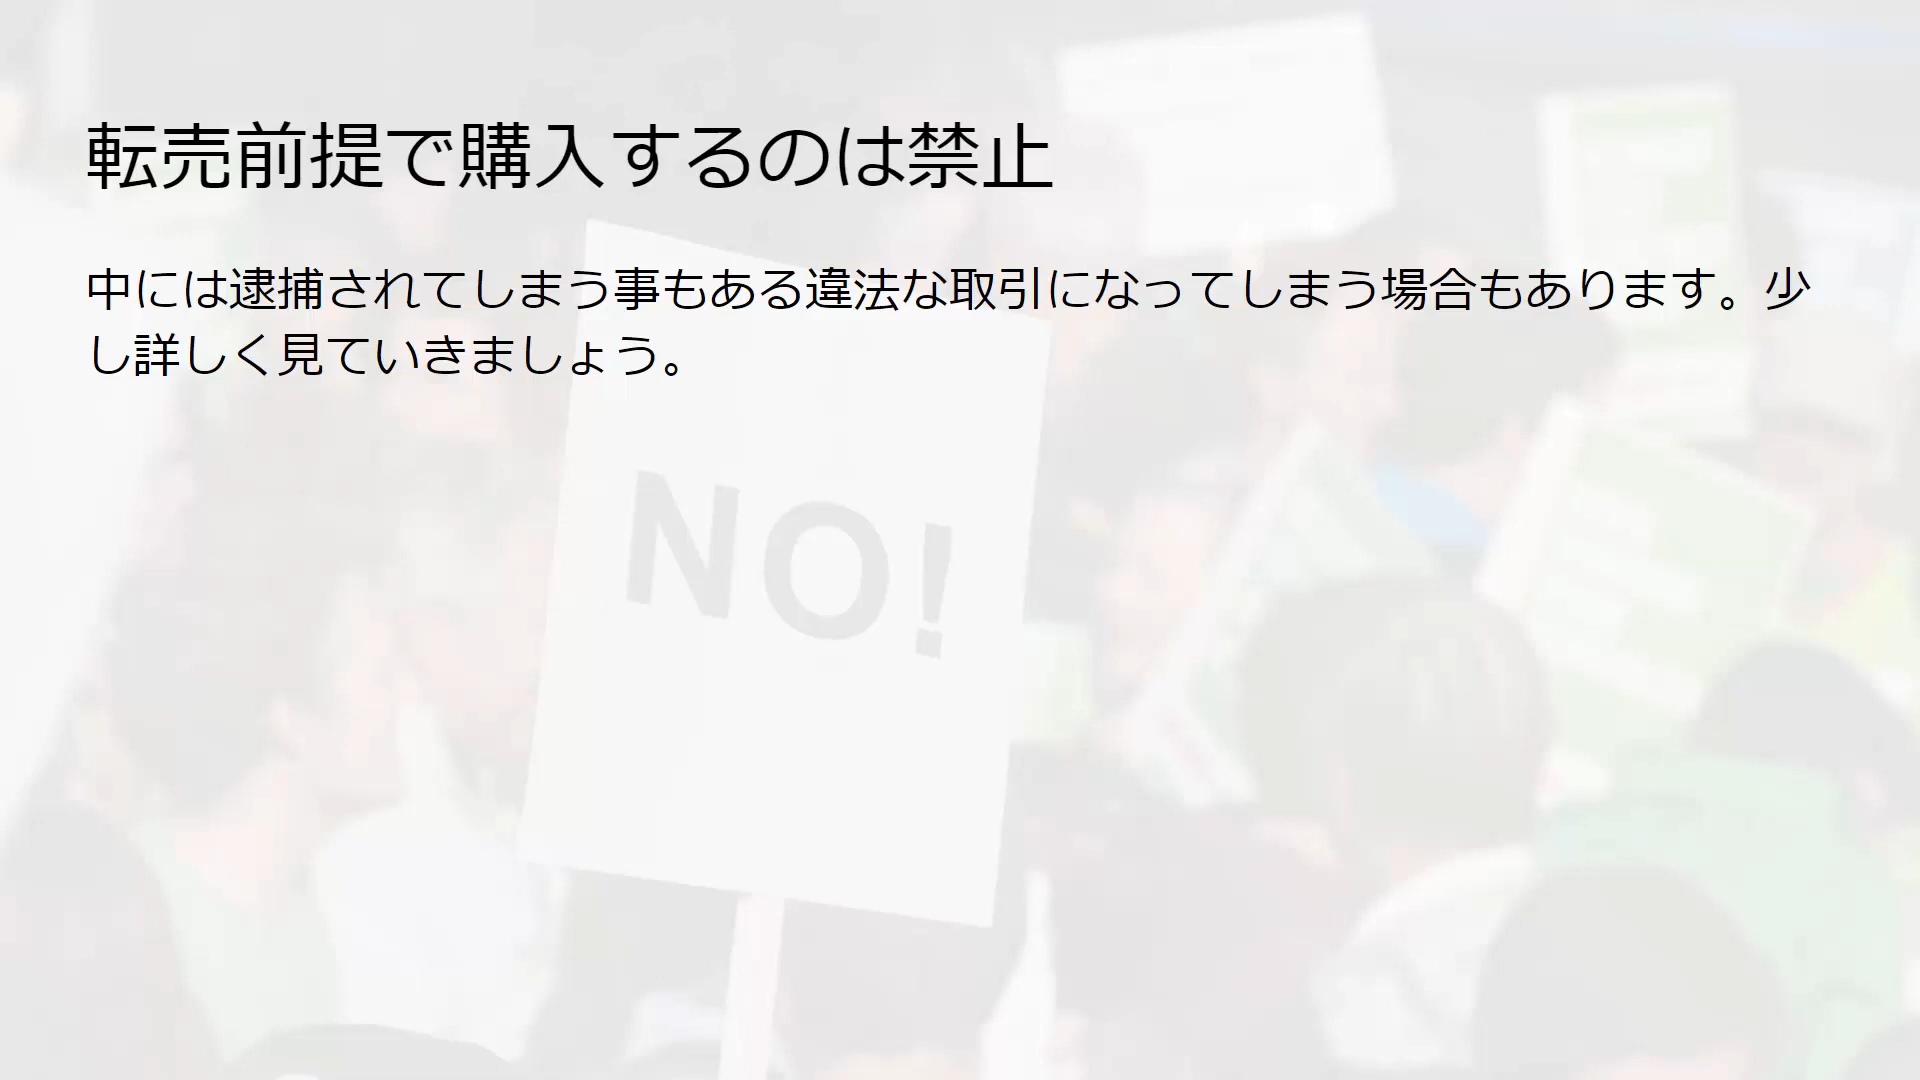 転売前提で購入するのは禁止
中には逮捕されてしまう事もある違法な取引になってしまう場合もあります。少
し詳しく見ていきましょう。
NO!